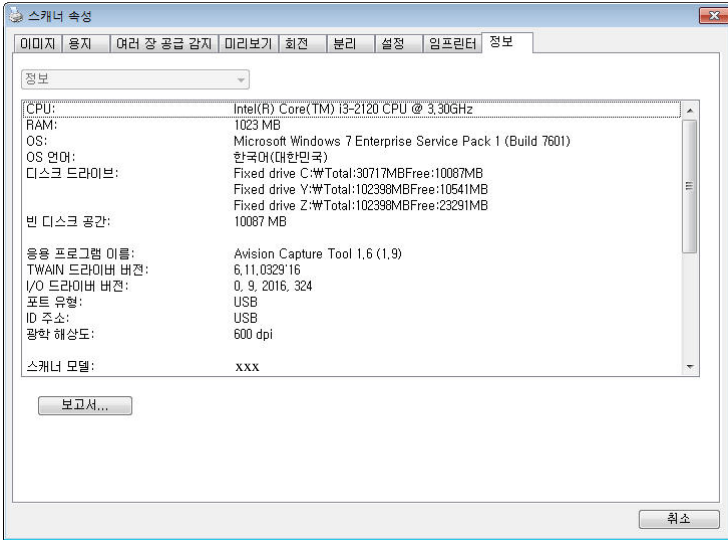 스캐너 속성
이미지 용지 여러 장 공급 감지 미리보기 회전 분리 설정 임프린터 정보
정보
CPU: Intel(R) Core(TM) i3-2120 CPU @ 3,30GHz
RAM: 1023 MB
OS: Microsoft Windows 7 Enterprise Service Pack 1 (Build 7601)
OS 언어: 한국어(대한민국)
디스크 드라이브: Fixed drive C:₩Total:30717MBFree:10087MB
Fixed drive Y:₩Total:102398MBFree:10541MB
Fixed drive Z:₩Total:102398MBFree:23291MB
빈 디스크 공간: 10087 MB
응용 프로그램 이름: Avision Capture Tool 1,6 (1,9)
TWAIN 드라이버 버전: 6,11,0329'16
I/O 드라이버 버전: 0, 9, 2016, 324
포트 유형: USB
ID 주소: USB
광학 해상도: 600 dpi
스캐너 모델: xxx
보고서...
취소